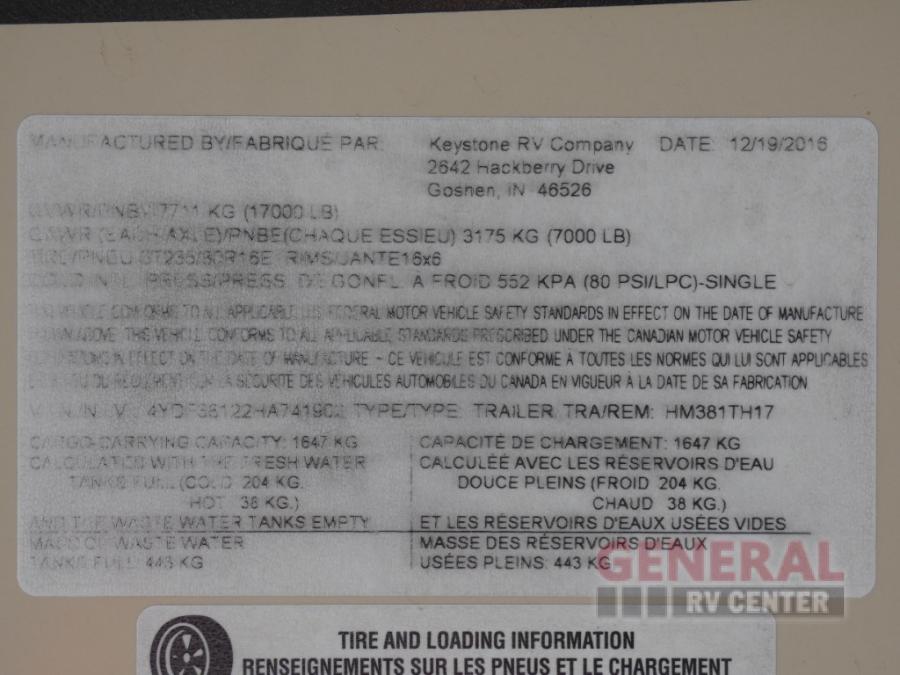 MANUFACTURED BY/FABRIQUÉ PAR: Keystone RV Company DATE: 12/19/2016
2642 Hackberry Drive
Goshen, IN 46526
GVWR/PNBV 7711 KG (17000 LB)
GAWR (EACH AXLE)/PNBE(CHAQUE ESSIEU) 3175 KG (7000 LB)
TIRE/PNEU ST235/80R16E RIMS/JANTE16x6
COLD INFL. PRESS/PRESS. DE GONFL. A FROID 552 KPA (80 PSI/LPC)-SINGLE
THIS VEHICLE CONFORMS TO ALL APPLICABLE U.S. FEDERAL MOTOR VEHICLE SAFETY STANDARDS IN EFFECT ON THE DATE OF MANUFACTURE
SHOWN ABOVE. THIS VEHICLE CONFORMS TO ALL APPLICABLE STANDARDS PRESCRIBED UNDER THE CANADIAN MOTOR VEHICLE SAFETY
REGULATIONS IN EFFECT ON THE DATE OF MANUFACTURE - CE VÉHICULE EST CONFORME À TOUTES LES NORMES QUI LUI SONT APPLICABLES
EN VERTU DU RÈGLEMENT SUR LA SÉCURITÉ DES VÉHICULES AUTOMOBILES DU CANADA EN VIGUEUR À LA DATE DE SA FABRICATION
TYPE/TYPE: TRAILER TRA/REM: HM381TH17
CARGO CARRYING CAPACITY: 1647 KG
CALCULATED WITH THE FRESH WATER
TANKS FULL (COLD 204 KG.
HOT 38 KG.)
AND THE WASTE WATER TANKS EMPTY
MASS OF WASTE WATER
TANKS FULL: 443 KG
CAPACITÉ DE CHARGEMENT: 1647 KG
CALCULÉE AVEC LES RÉSERVOIRS D'EAU
DOUCE PLEINS (FROID 204 KG.
CHAUD 38 KG.)
ET LES RÉSERVOIRS D'EAUX USÉES VIDES
MASSE DES RÉSERVOIRS D'EAUX
USÉES PLEINS: 443 KG
GENERAL
RV CENTER
TIRE AND LOADING INFORMATION
RENSEIGNEMENTS SUR LES PNEUS ET LE CHARGEMENT